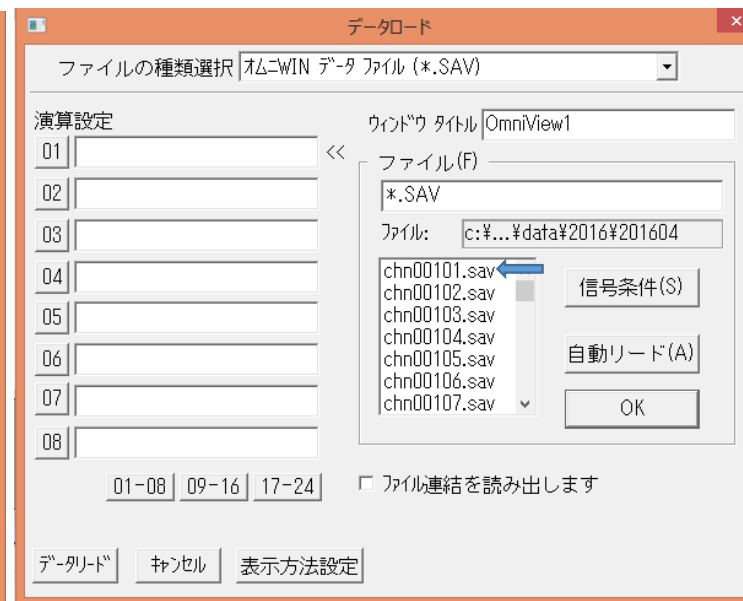 データロード
ファイルの種類選択 オムニWIN データ ファイル (*.SAV)
演算設定
<<
ウィンドウ タイトル OmniView1
01
02
03
04
05
06
07
08
01-08 09-16 17-24
ファイル(F)
*.SAV
ファイル: c:¥...¥data¥2016¥201604
chn00101.sav
chn00102.sav
chn00103.sav
chn00104.sav
chn00105.sav
chn00106.sav
chn00107.sav
信号条件(S)
自動リード(A)
OK
ファイル連結を読み出します
データリード キャンセル 表示方法設定